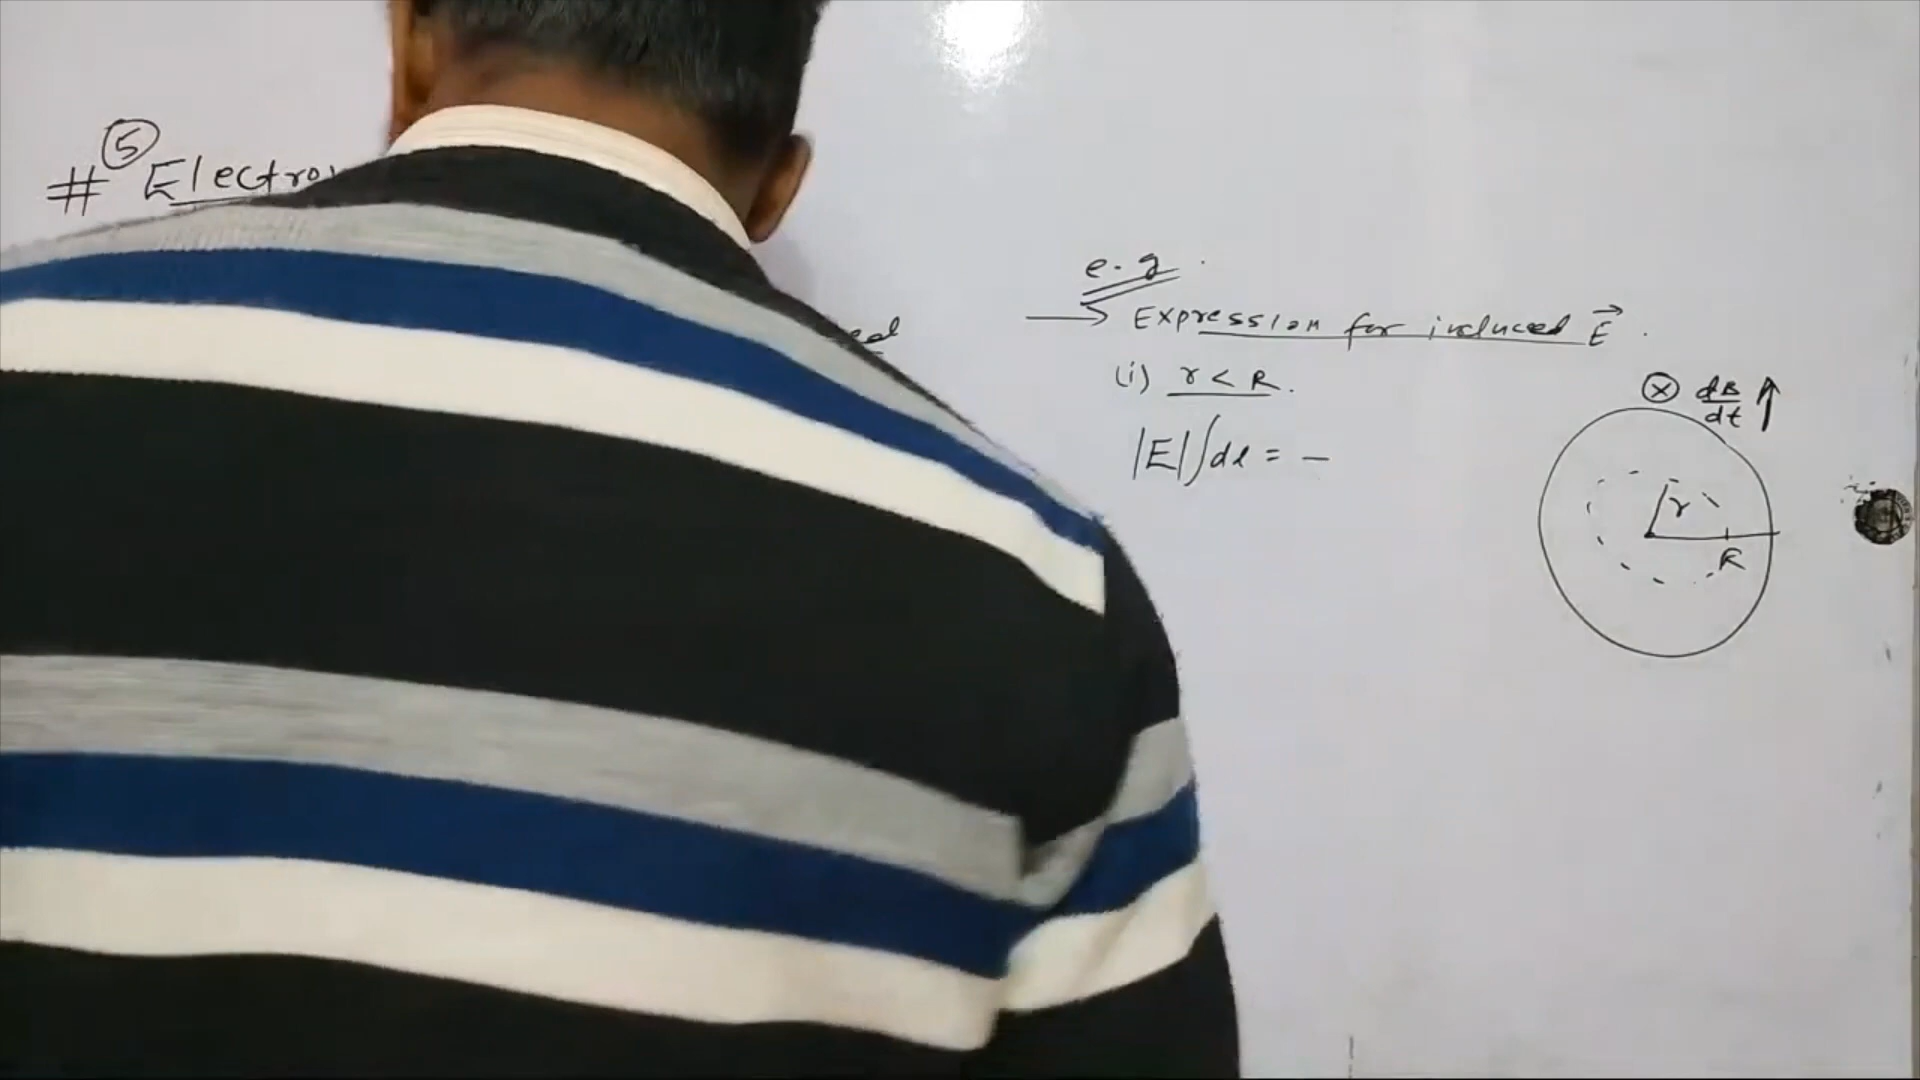 # ⑤ Electro
e.g.
→ Expression for induced E⃗ .
(i) r < R.
|E|∫dl = -
ⓧ dB/dt ↑
r
R